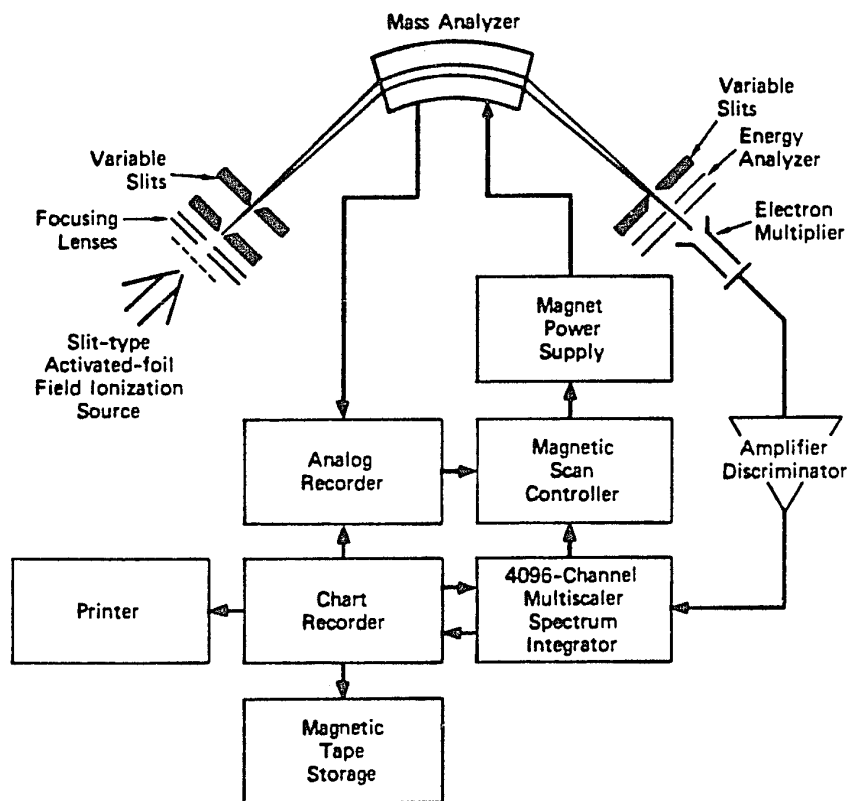 Mass Analyzer
Variable
Slits
Energy
Analyzer
Electron
Multiplier
Variable
Slits
Focusing
Lenses
Slit-type
Activated-foil
Field Ionization
Source
Magnet
Power
Supply
Analog
Recorder
Magnetic
Scan
Controller
Amplifier
Discriminator
Printer
Chart
Recorder
4096-Channel
Multiscaler
Spectrum
Integrator
Magnetic
Tape
Storage